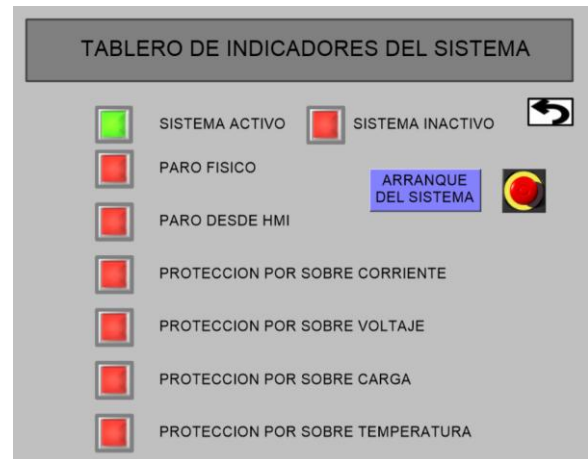 TABLERO DE INDICADORES DEL SISTEMA
SISTEMA ACTIVO
SISTEMA INACTIVO
PARO FISICO
ARRANQUE
DEL SISTEMA
PARO DESDE HMI
PROTECCION POR SOBRE CORRIENTE
PROTECCION POR SOBRE VOLTAJE
PROTECCION POR SOBRE CARGA
PROTECCION POR SOBRE TEMPERATURA